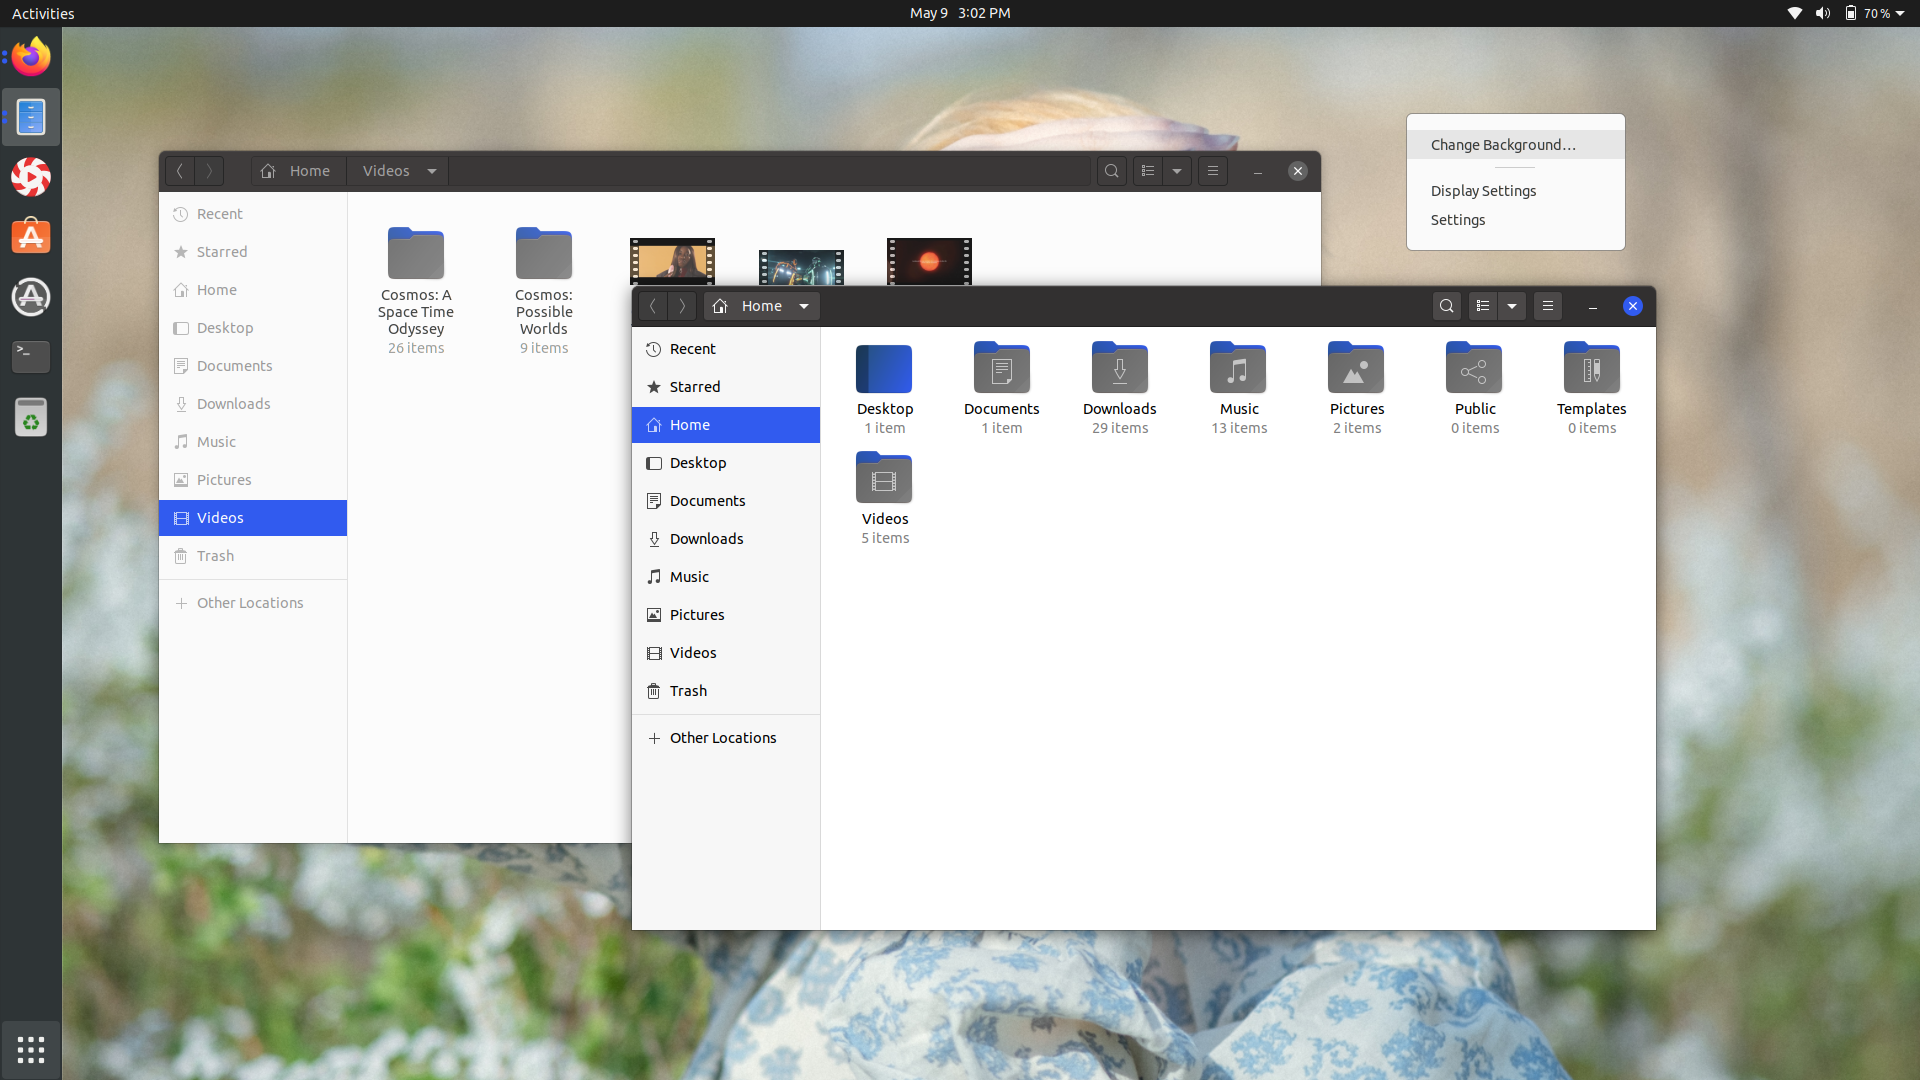 Activities
May 9 3:02 PM
70 %
Change Background…
Display Settings
Settings
Home
Videos
Recent
Starred
Home
Desktop
Documents
Downloads
Music
Pictures
Videos
Trash
Other Locations
Cosmos: A
Space Time
Odyssey
26 items
Cosmos:
Possible
Worlds
9 items
Home
Recent
Starred
Home
Desktop
Documents
Downloads
Music
Pictures
Videos
Trash
Other Locations
Desktop
1 item
Documents
1 item
Downloads
29 items
Music
13 items
Pictures
2 items
Public
0 items
Templates
0 items
Videos
5 items